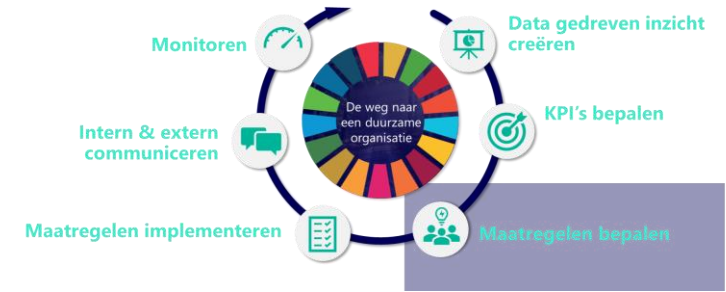 Data gedreven inzicht
creëren
KPI's bepalen
Maatregelen bepalen
Maatregelen implementeren
Intern & extern
communiceren
Monitoren
De weg naar
een duurzame
organisatie